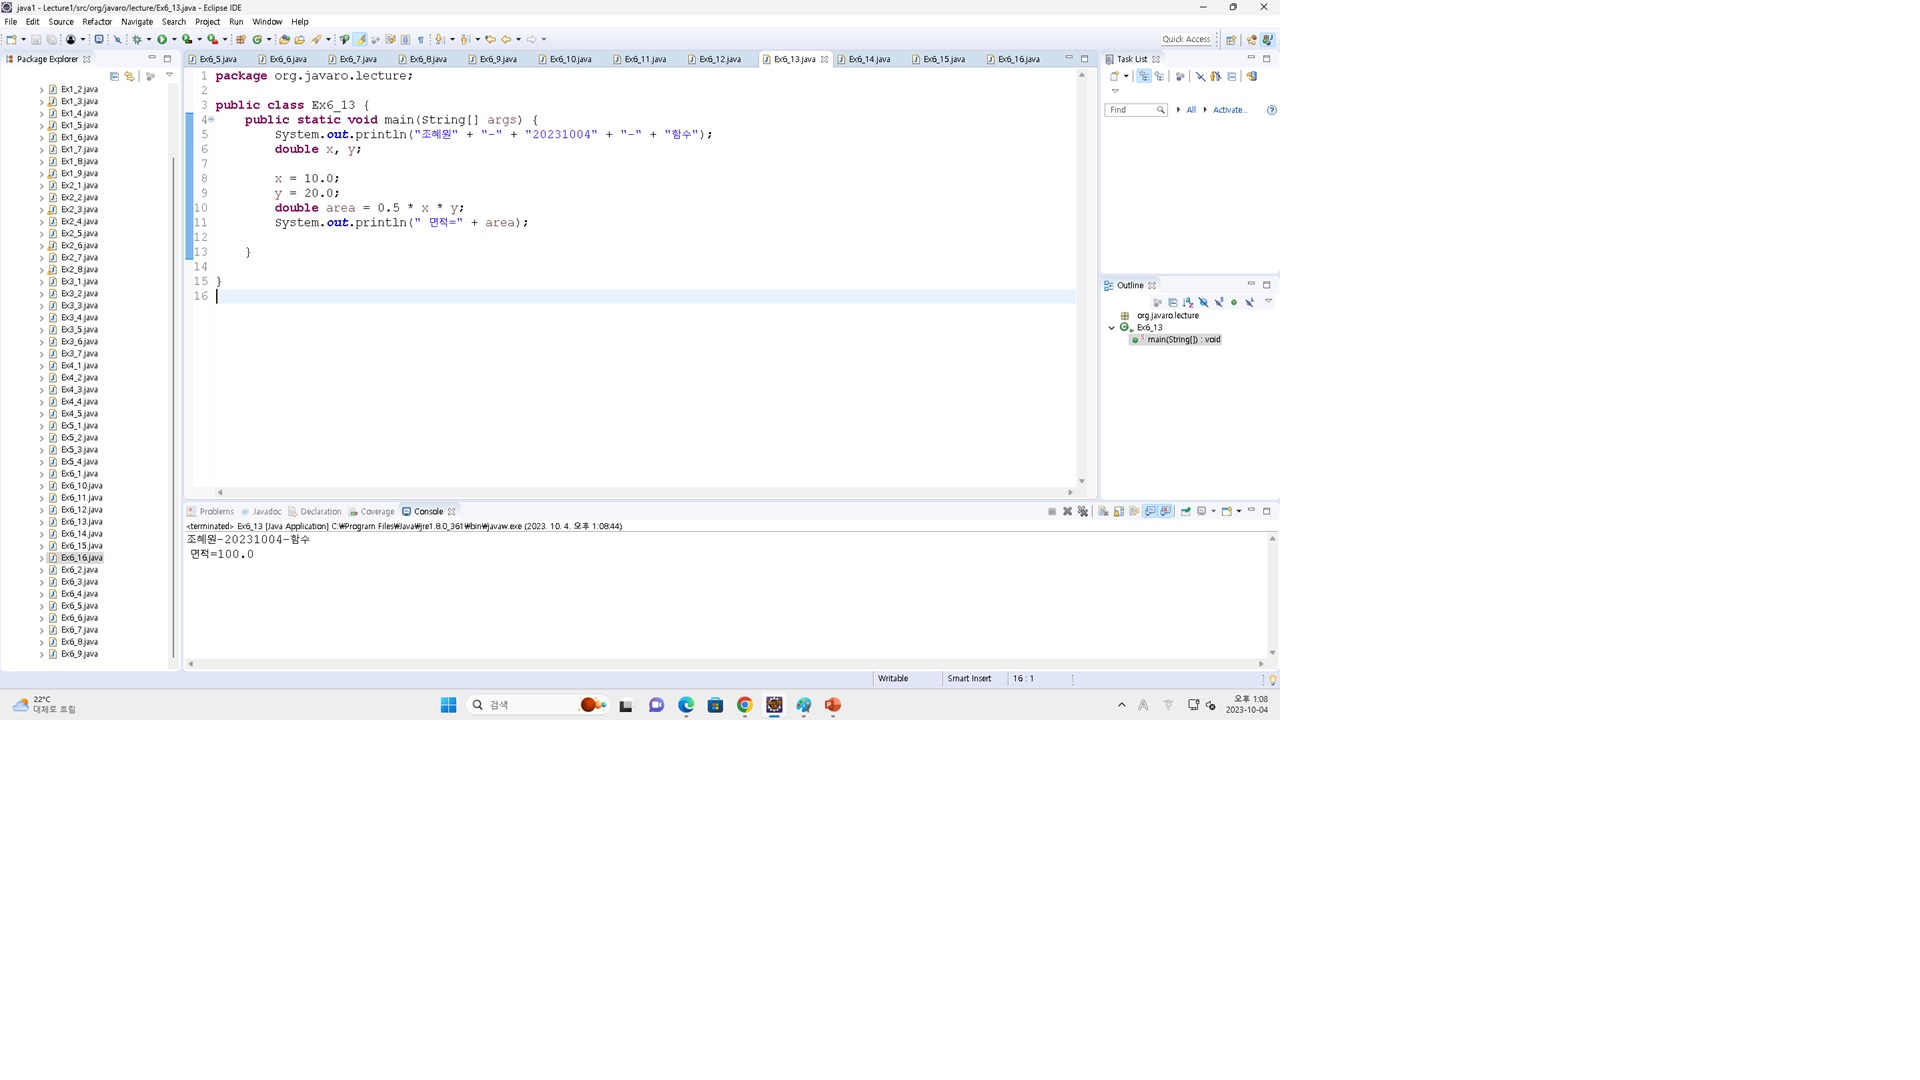 java1 - Lecture1/src/org/javaro/lecture/Ex6_13.java - Eclipse IDE
File Edit Source Refactor Navigate Search Project Run Window Help
Quick Access
Package Explorer
Ex1_2.java
Ex1_3.java
Ex1_4.java
Ex1_5.java
Ex1_6.java
Ex1_7.java
Ex1_8.java
Ex1_9.java
Ex2_1.java
Ex2_2.java
Ex2_3.java
Ex2_4.java
Ex2_5.java
Ex2_6.java
Ex2_7.java
Ex2_8.java
Ex3_1.java
Ex3_2.java
Ex3_3.java
Ex3_4.java
Ex3_5.java
Ex3_6.java
Ex3_7.java
Ex4_1.java
Ex4_2.java
Ex4_3.java
Ex4_4.java
Ex4_5.java
Ex5_1.java
Ex5_2.java
Ex5_3.java
Ex5_4.java
Ex6_1.java
Ex6_10.java
Ex6_11.java
Ex6_12.java
Ex6_13.java
Ex6_14.java
Ex6_15.java
Ex6_16.java
Ex6_2.java
Ex6_3.java
Ex6_4.java
Ex6_5.java
Ex6_6.java
Ex6_7.java
Ex6_8.java
Ex6_9.java
Ex6_5.java Ex6_6.java Ex6_7.java Ex6_8.java Ex6_9.java Ex6_10.java Ex6_11.java Ex6_12.java Ex6_13.java Ex6_14.java Ex6_15.java Ex6_16.java
1 package org.javaro.lecture;
2
3 public class Ex6_13 {
4 public static void main(String[] args) {
5 System.out.println("조혜원" + "-" + "20231004" + "-" + "함수");
6 double x, y;
7
8 x = 10.0;
9 y = 20.0;
10 double area = 0.5 * x * y;
11 System.out.println(" 면적=" + area);
12
13 }
14
15 }
16
Task List
Find All Activate...
Outline
org.javaro.lecture
Ex6_13
main(String[]) : void
Problems Javadoc Declaration Coverage Console
<terminated> Ex6_13 [Java Application] C:₩Program Files₩Java₩jre1.8.0_361₩bin₩javaw.exe (2023. 10. 4. 오후 1:08:44)
조혜원-20231004-함수
면적=100.0
Writable Smart Insert 16 : 1
22°C
대체로 흐림
검색
A
오후 1:08
2023-10-04